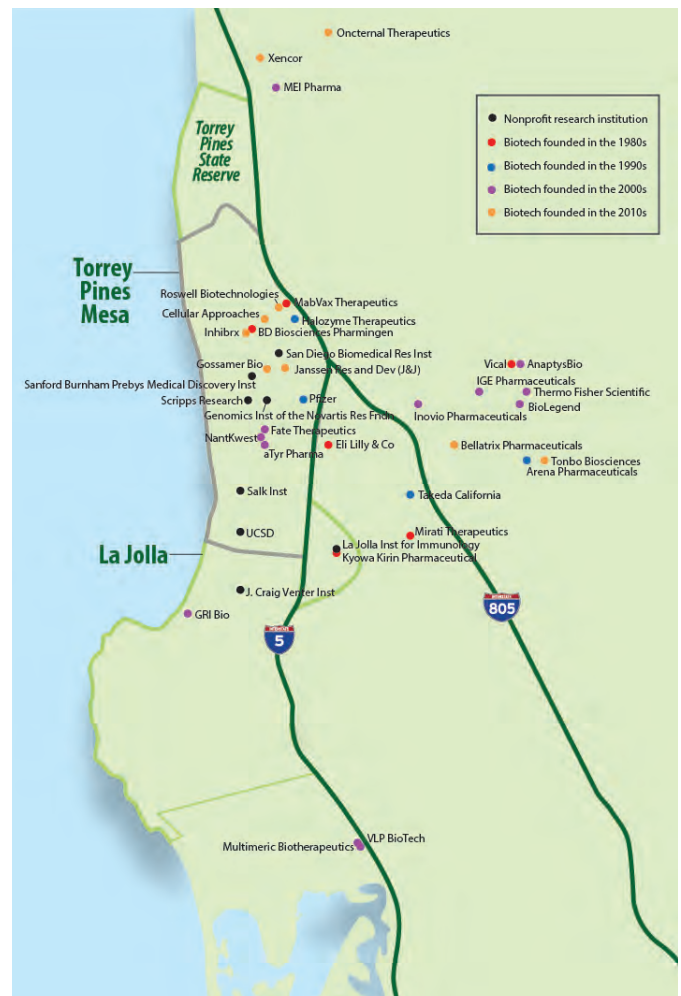 Oncternal Therapeutics
Xencor
MEI Pharma
Nonprofit research institution
Biotech founded in the 1980s
Biotech founded in the 1990s
Biotech founded in the 2000s
Biotech founded in the 2010s
Torrey
Pines
State
Reserve
Torrey
Pines
Mesa
Roswell Biotechnologies
MabVax Therapeutics
Cellular Approaches
Halozyme Therapeutics
Inhibrx
BD Biosciences Pharmingen
San Diego Biomedical Res Inst
Gossamer Bio
Janssen Res and Dev (J&J)
Vical
AnaptysBio
IGE Pharmaceuticals
Sanford Burnham Prebys Medical Discovery Inst
Thermo Fisher Scientific
Scripps Research
Pfizer
BioLegend
Genomics Inst of the Novartis Res Fndn
Inovio Pharmaceuticals
Fate Therapeutics
NantKwest
aTyr Pharma
Eli Lilly & Co
Bellatrix Pharmaceuticals
Tonbo Biosciences
Arena Pharmaceuticals
Salk Inst
Takeda California
UCSD
Mirati Therapeutics
La Jolla Inst for Immunology
Kyowa Kirin Pharmaceutical
La Jolla
J. Craig Venter Inst
GRI Bio
805
5
VLP BioTech
Multimeric Biotherapeutics